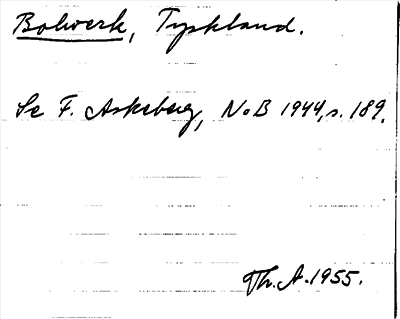 Bolwerk, Tyskland.
Se F. Askeberg, NoB 1944, s. 189.
Th. A. 1955.